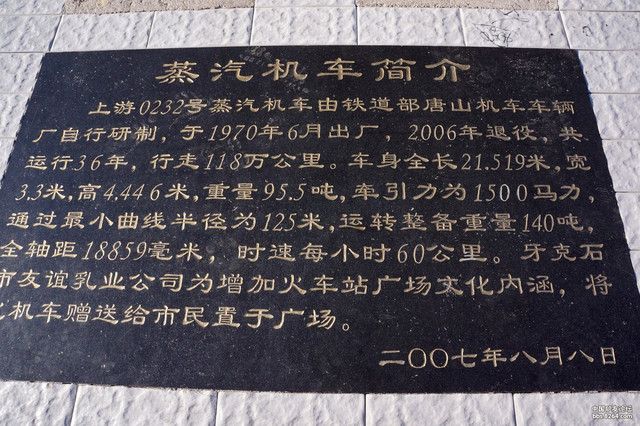 蒸汽机车简介
上游0232号蒸汽机车由铁道部唐山机车车辆
厂自行研制，于1970年6月出厂，2006年退役，共
运行36年，行走118万公里。车身全长21.519米，宽
3.3米，高4.446米，重量95.5吨，车引力为1500马力，
通过最小曲线半径为125米，运转整备重量140吨，
全轴距18859毫米，时速每小时60公里。牙克石
市友谊乳业公司为增加火车站广场文化内涵，将
机车赠送给市民置于广场。
二〇〇七年八月八日
bbs.8264.com